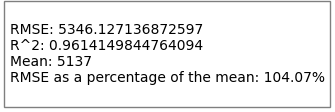 RMSE: 5346.127136872597
R^2: 0.9614149844764094
Mean: 5137
RMSE as a percentage of the mean: 104.07%